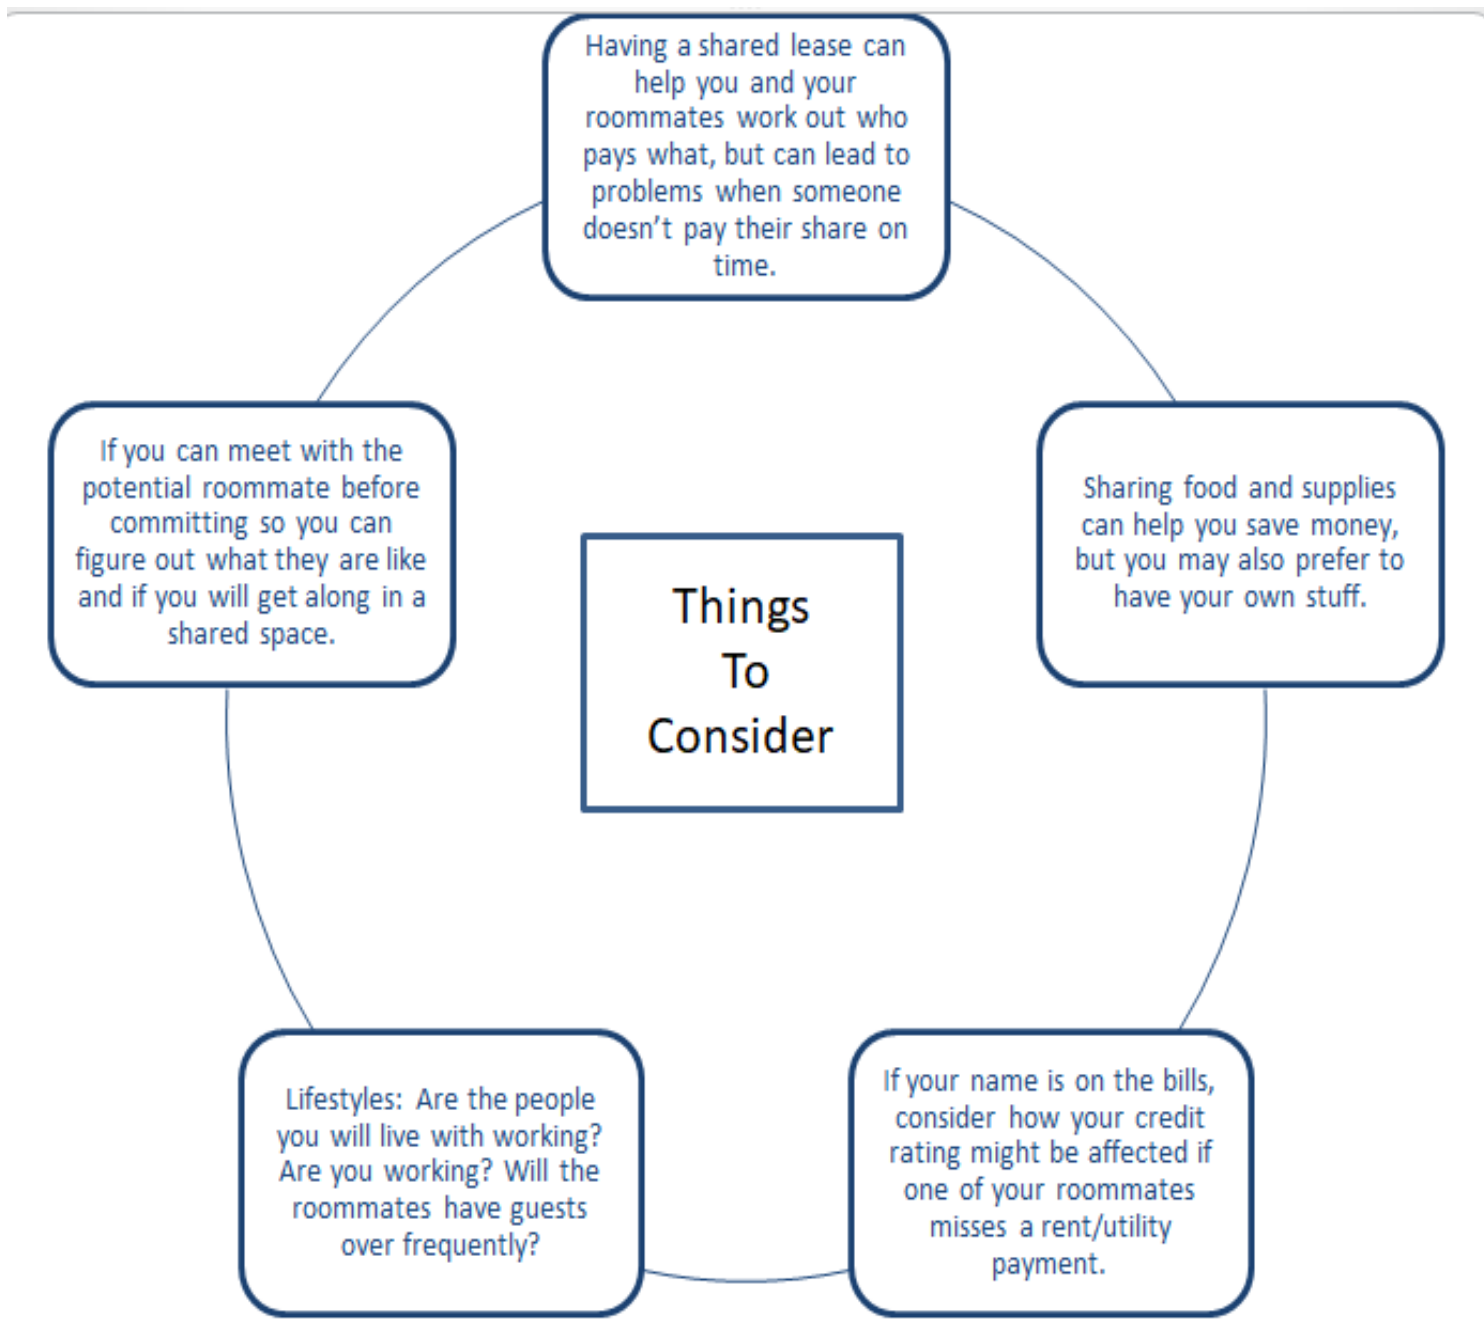 Having a shared lease can
help you and your
roommates work out who
pays what, but can lead to
problems when someone
doesn’t pay their share on
time.
Sharing food and supplies
can help you save money,
but you may also prefer to
have your own stuff.
If your name is on the bills,
consider how your credit
rating might be affected if
one of your roommates
misses a rent/utility
payment.
Lifestyles: Are the people
you will live with working?
Are you working? Will the
roommates have guests
over frequently?
If you can meet with the
potential roommate before
committing so you can
figure out what they are like
and if you will get along in a
shared space.
Things
To
Consider